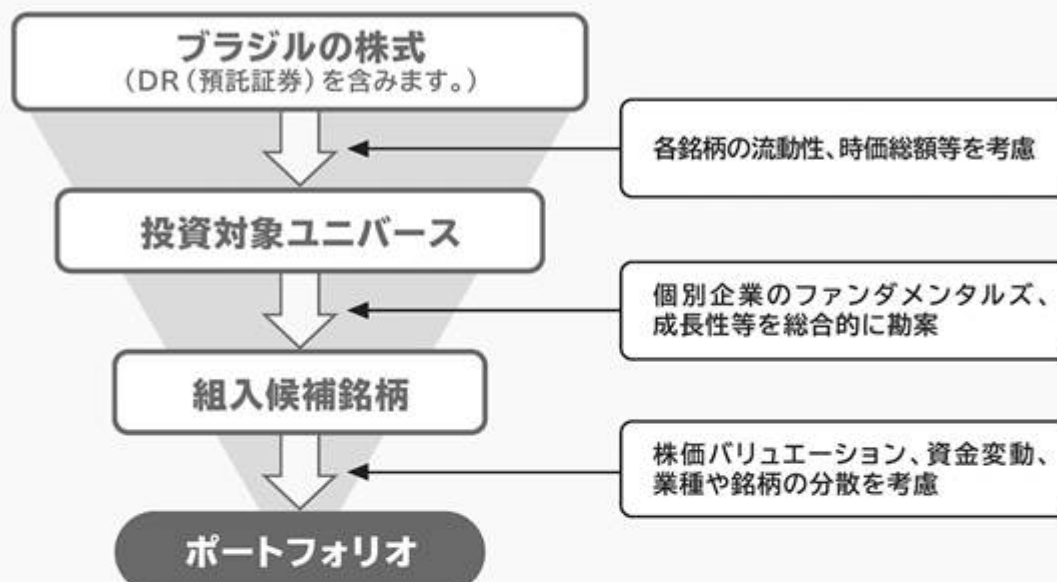 ブラジルの株式
（DR（預託証券）を含みます。）
各銘柄の流動性、時価総額等を考慮
投資対象ユニバース
個別企業のファンダメンタルズ、
成長性等を総合的に勘案
組入候補銘柄
株価バリュエーション、資金変動、
業種や銘柄の分散を考慮
ポートフォリオ